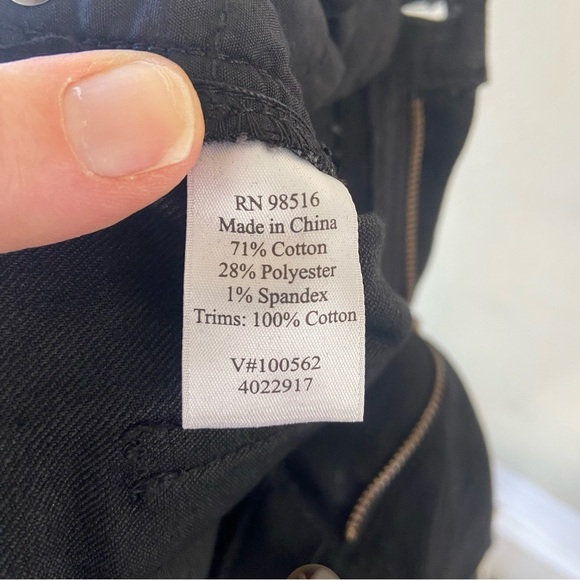 RN 98516
Made in China
71% Cotton
28% Polyester
1% Spandex
Trims: 100% Cotton
V#100562
4022917